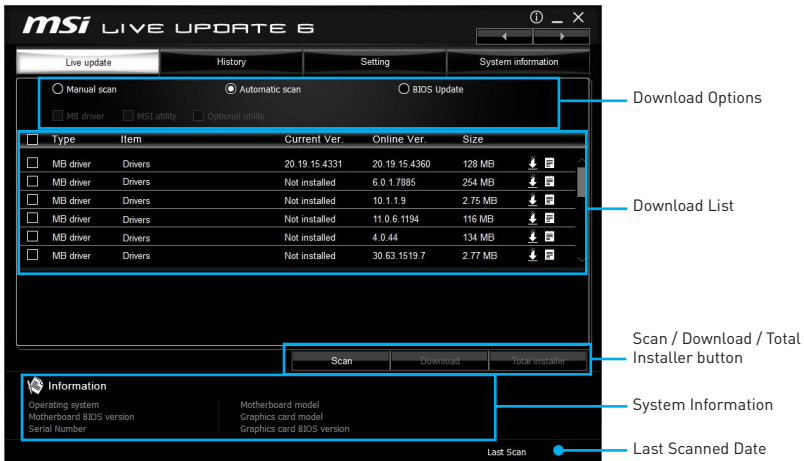 msi LIVE UPDATE 6
Live update History Setting System information
Manual scan Automatic scan BIOS Update
MB driver MSI utility Optional utility
Download Options
Type Item Current Ver. Online Ver. Size
MB driver Drivers 20.19.15.4331 20.19.15.4360 128 MB
MB driver Drivers Not installed 6.0.1.7885 254 MB
MB driver Drivers Not installed 10.1.1.9 2.75 MB
Download List
MB driver Drivers Not installed 11.0.6.1194 116 MB
MB driver Drivers Not installed 4.0.44 134 MB
MB driver Drivers Not installed 30.63.1519.7 2.77 MB
Scan Download Total installer
Scan / Download / Total
Installer button
Information
Operating system Motherboard model
Motherboard BIOS version Graphics card model
Serial Number Graphics card BIOS version
System Information
Last Scan
Last Scanned Date